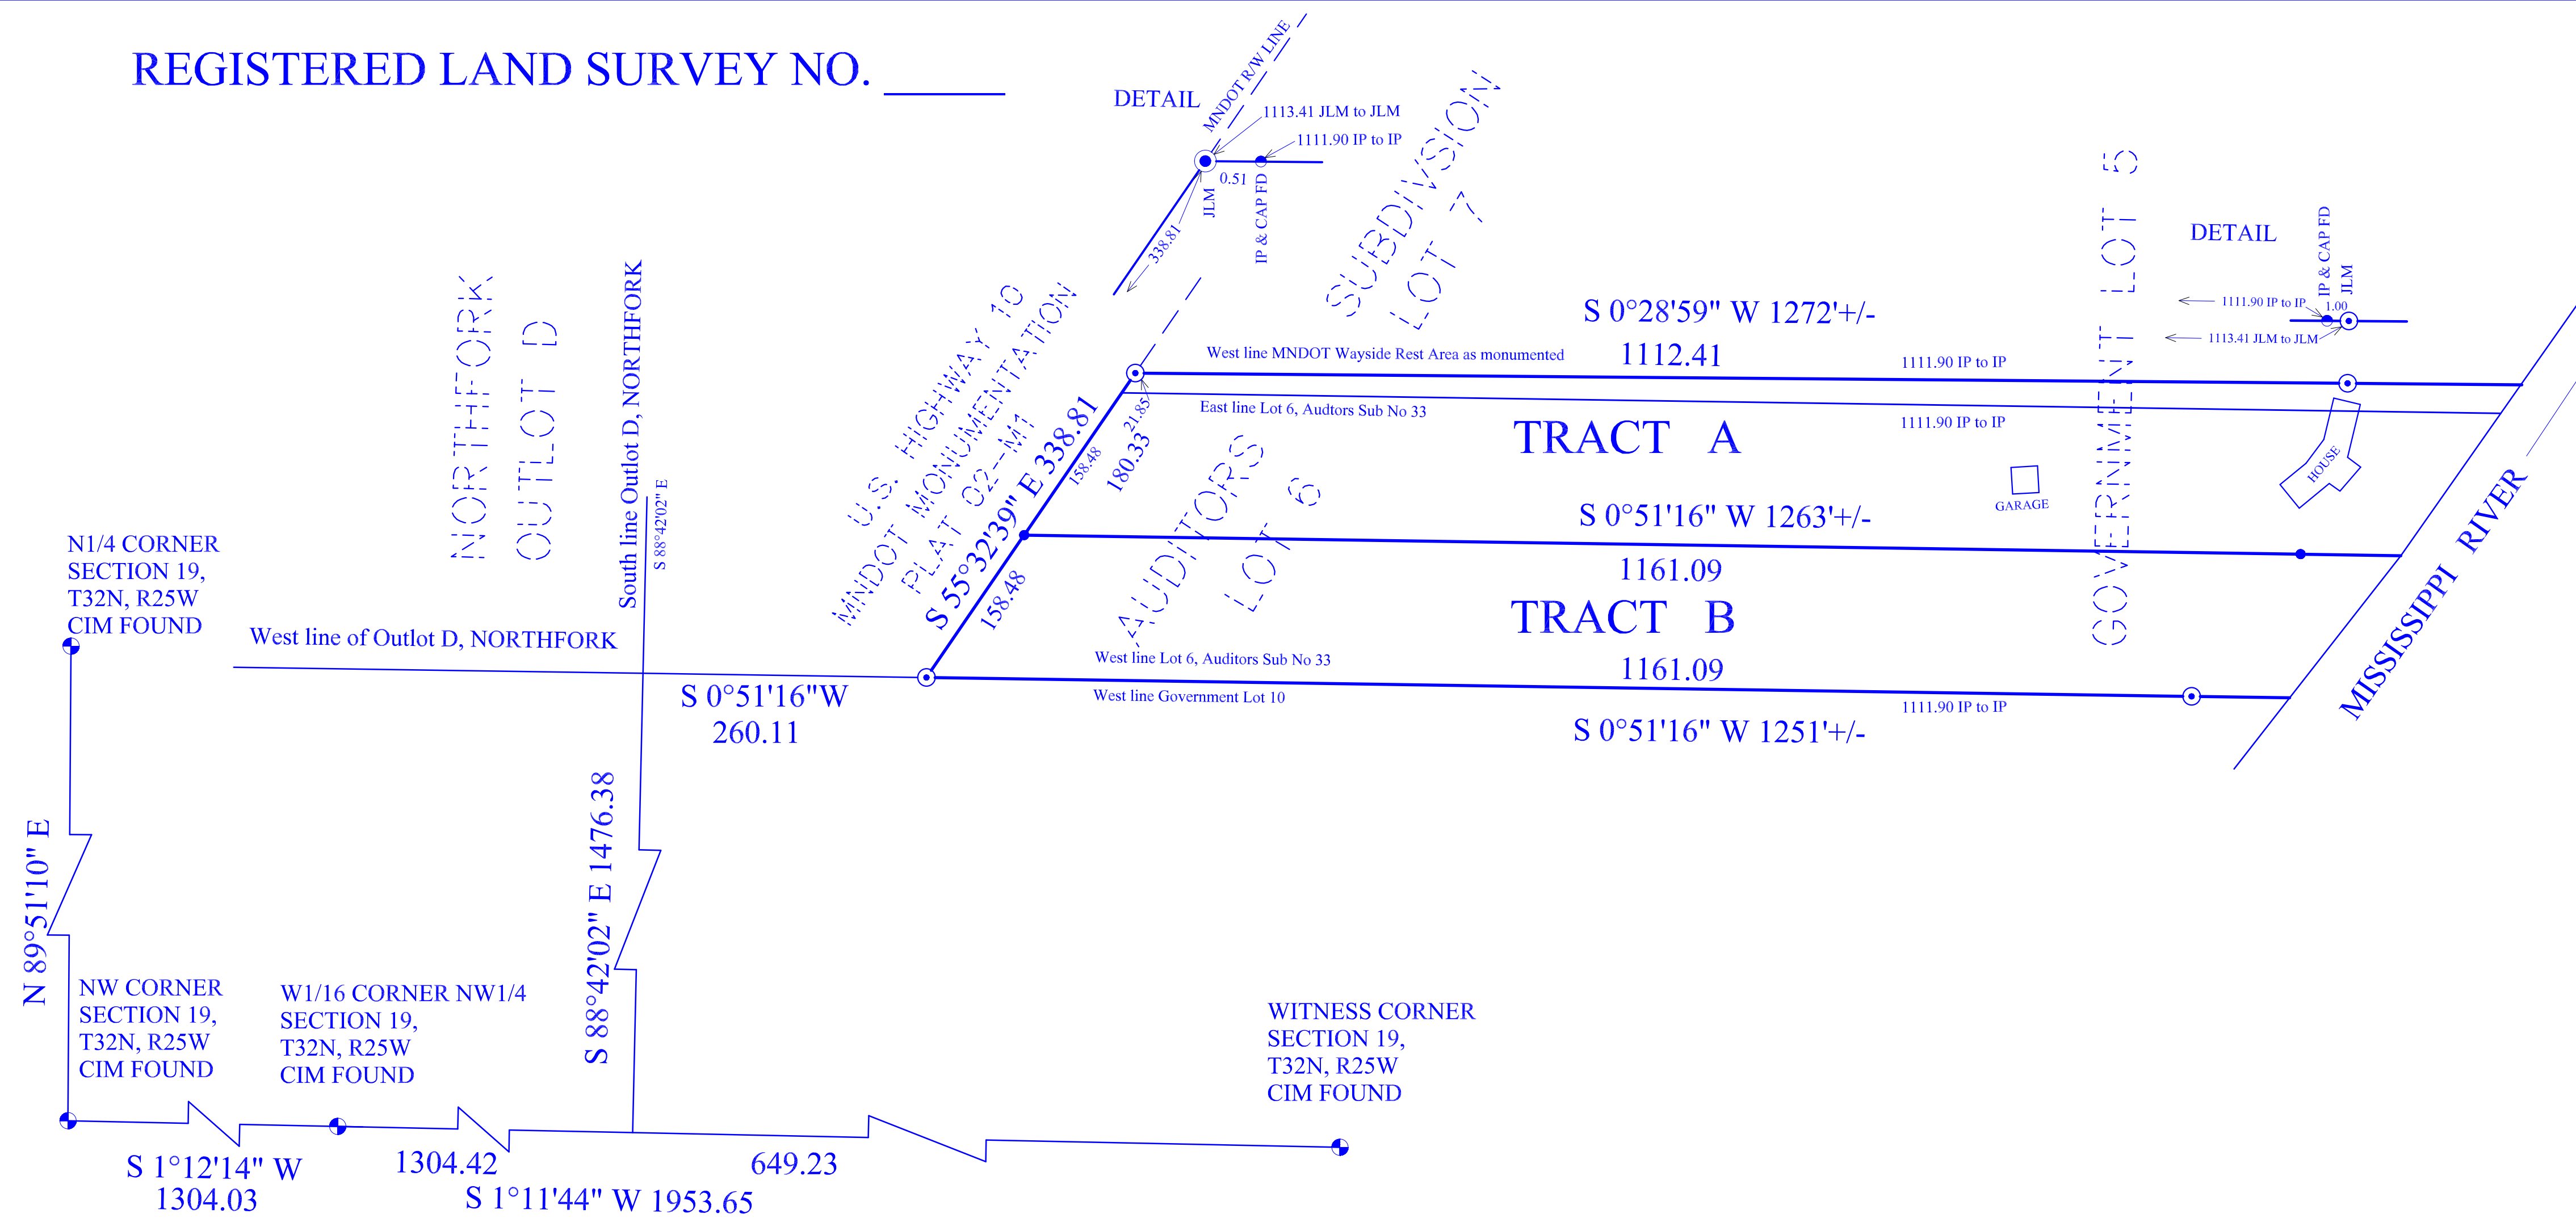 REGISTERED LAND SURVEY NO. ______
DETAIL
MNDOT R/W LINE
1113.41 JLM to JLM
1111.90 IP to IP
0.51
JLM
IP & CAP FD
338.81
SUBDIVSION
LOT 7
GOVERNMENT LOT 5
DETAIL
IP & CAP FD
JLM
1111.90 IP to IP
1.00
1113.41 JLM to JLM
NORTHFORK
OUTLOT D
South line Outlot D, NORTHFORK
S 88°42'02" E
U.S. HIGHWAY 10
MNDOT MONUMENTATION
PLAT 02-M1
S 0°28'59" W 1272'+/-
West line MNDOT Wayside Rest Area as monumented
1112.41
1111.90 IP to IP
East line Lot 6, Audtors Sub No 33
1111.90 IP to IP
21.85
S 55°32'39" E 338.81
158.48
180.33
TRACT A
AUDITORS
LOT 6
GARAGE
HOUSE
S 0°51'16" W 1263'+/-
1161.09
158.48
TRACT B
1161.09
MISSISSIPPI RIVER
N1/4 CORNER
SECTION 19,
T32N, R25W
CIM FOUND
West line of Outlot D, NORTHFORK
West line Lot 6, Auditors Sub No 33
West line Government Lot 10
1111.90 IP to IP
S 0°51'16"W
260.11
S 0°51'16" W 1251'+/-
N 89°51'10" E
S 88°42'02" E 1476.38
NW CORNER
SECTION 19,
T32N, R25W
CIM FOUND
W1/16 CORNER NW1/4
SECTION 19,
T32N, R25W
CIM FOUND
WITNESS CORNER
SECTION 19,
T32N, R25W
CIM FOUND
S 1°12'14" W
1304.03
1304.42
649.23
S 1°11'44" W 1953.65